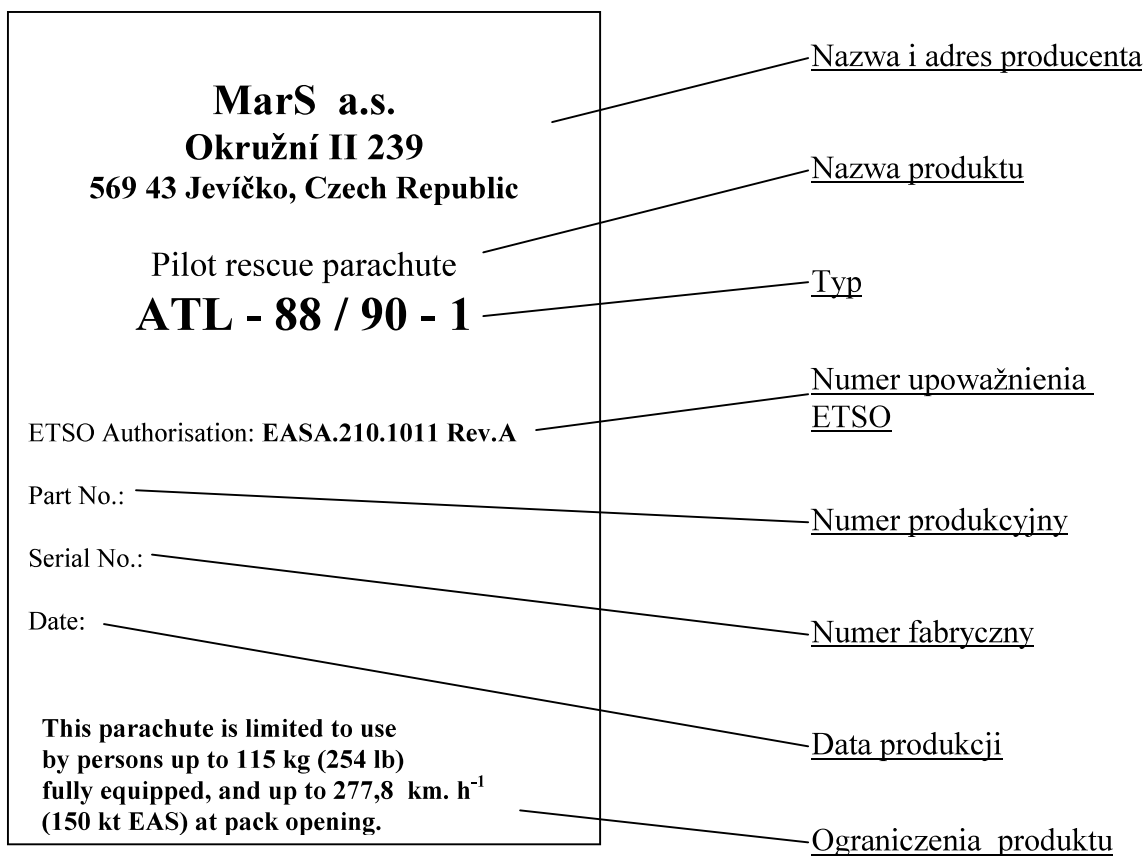 MarS a.s.
Okružní II 239
569 43 Jevíčko, Czech Republic
Pilot rescue parachute
ATL - 88 / 90 - 1
ETSO Authorisation: EASA.210.1011 Rev.A
Part No.:
Serial No.:
Date:
This parachute is limited to use
by persons up to 115 kg (254 lb)
fully equipped, and up to 277,8 km. h⁻¹
(150 kt EAS) at pack opening.
Nazwa i adres producenta
Nazwa produktu
Typ
Numer upoważnienia
ETSO
Numer produkcyjny
Numer fabryczny
Data produkcji
Ograniczenia produktu